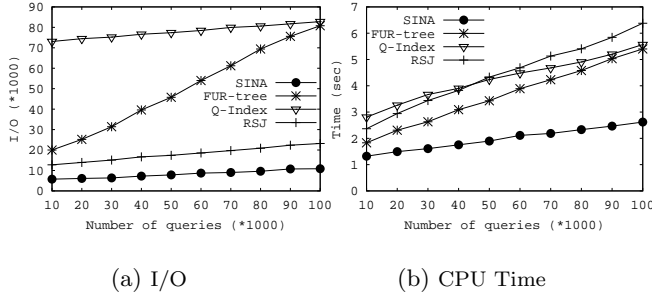 I/O (*1000)
90
80
70
60
50
40
30
20
10
0
SINA
FUR-tree
Q-Index
RSJ
10 20 30 40 50 60 70 80 90 100
Number of queries (*1000)
(a) I/O
Time (sec)
7
6
5
4
3
2
1
0
SINA
FUR-tree
Q-Index
RSJ
10 20 30 40 50 60 70 80 90 100
Number of queries (*1000)
(b) CPU Time